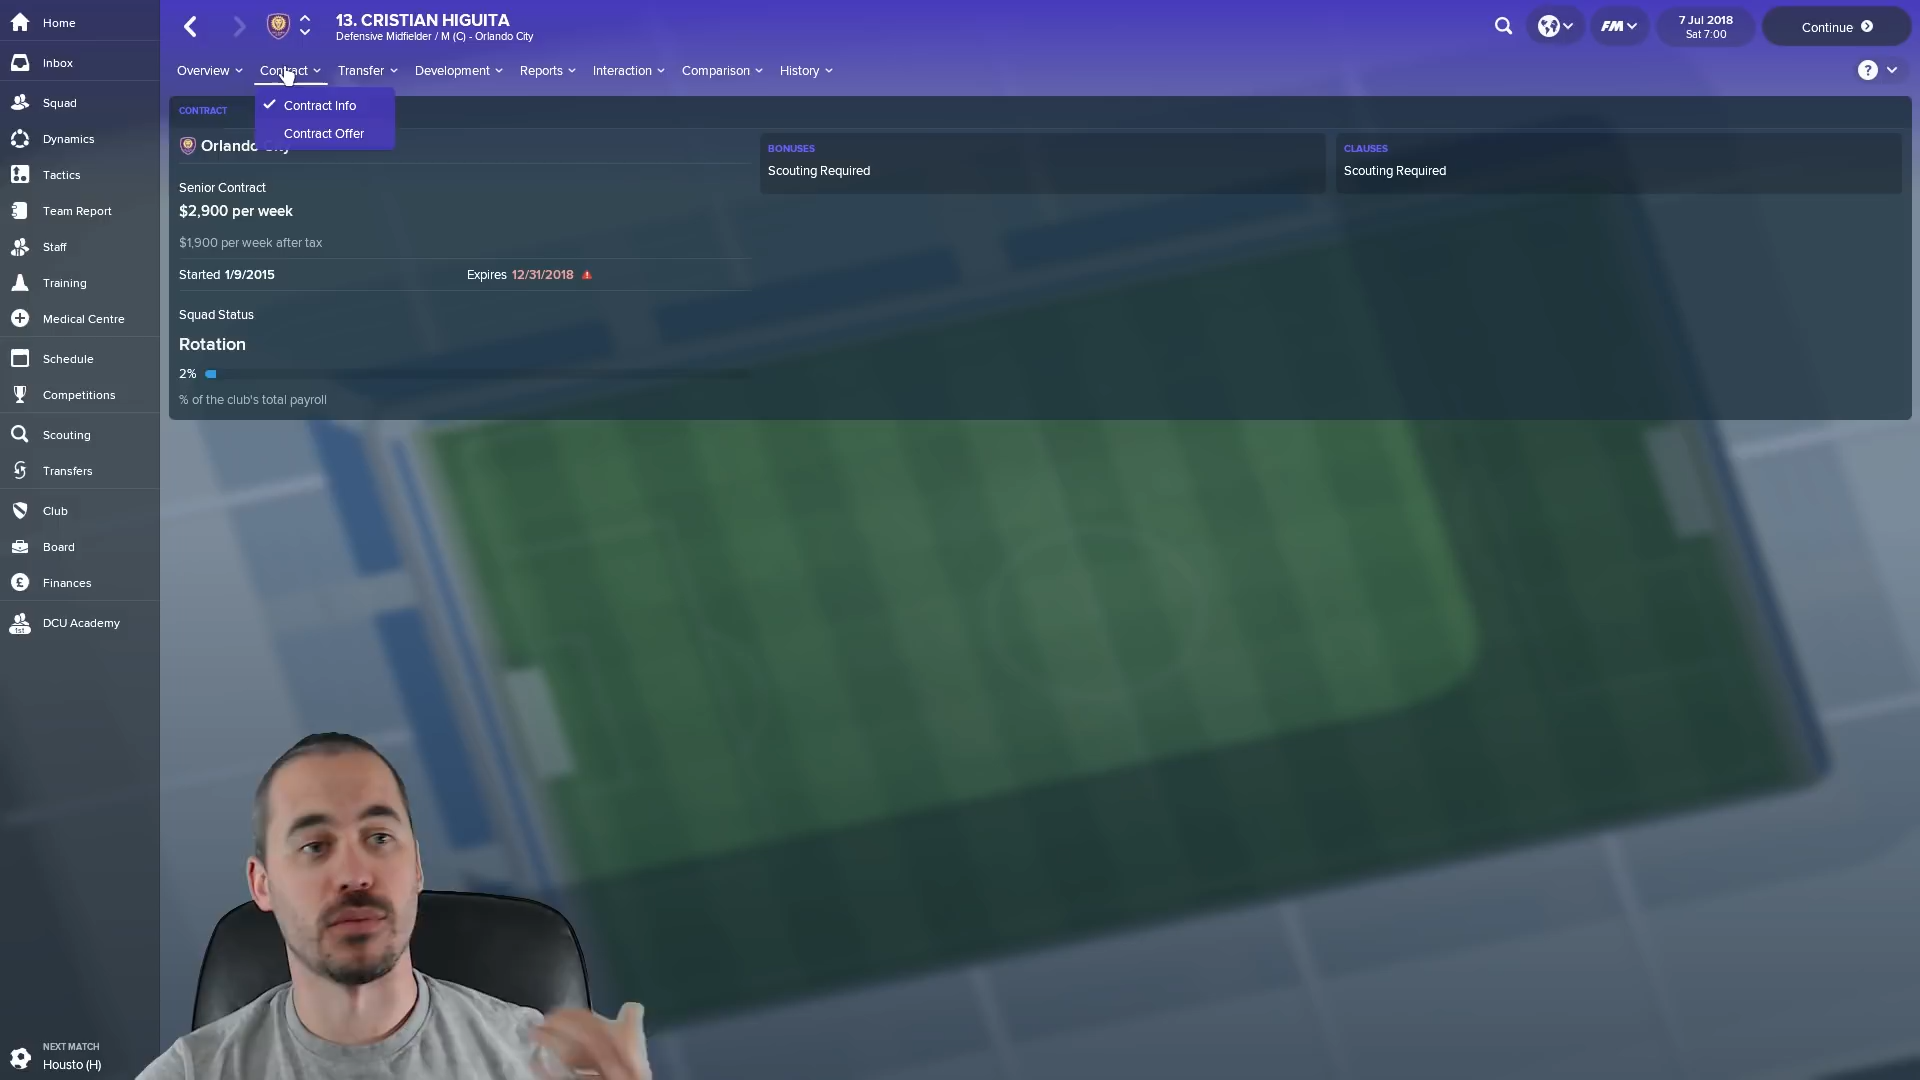 Home
Inbox
Squad
Dynamics
Tactics
Team Report
Staff
Training
Medical Centre
Schedule
Competitions
Scouting
Transfers
Club
Board
Finances
1st
DCU Academy
NEXT MATCH
Housto (H)
13. CRISTIAN HIGUITA
Defensive Midfielder / M (C) - Orlando City
FM
7 Jul 2018
Sat 7:00
Continue
Overview Contract Transfer Development Reports Interaction Comparison History
?
Contract Info
Contract Offer
CONTRACT
Orlando City
Senior Contract
$2,900 per week
$1,900 per week after tax
Started 1/9/2015 Expires 12/31/2018
Squad Status
Rotation
2%
% of the club's total payroll
BONUSES
Scouting Required
CLAUSES
Scouting Required